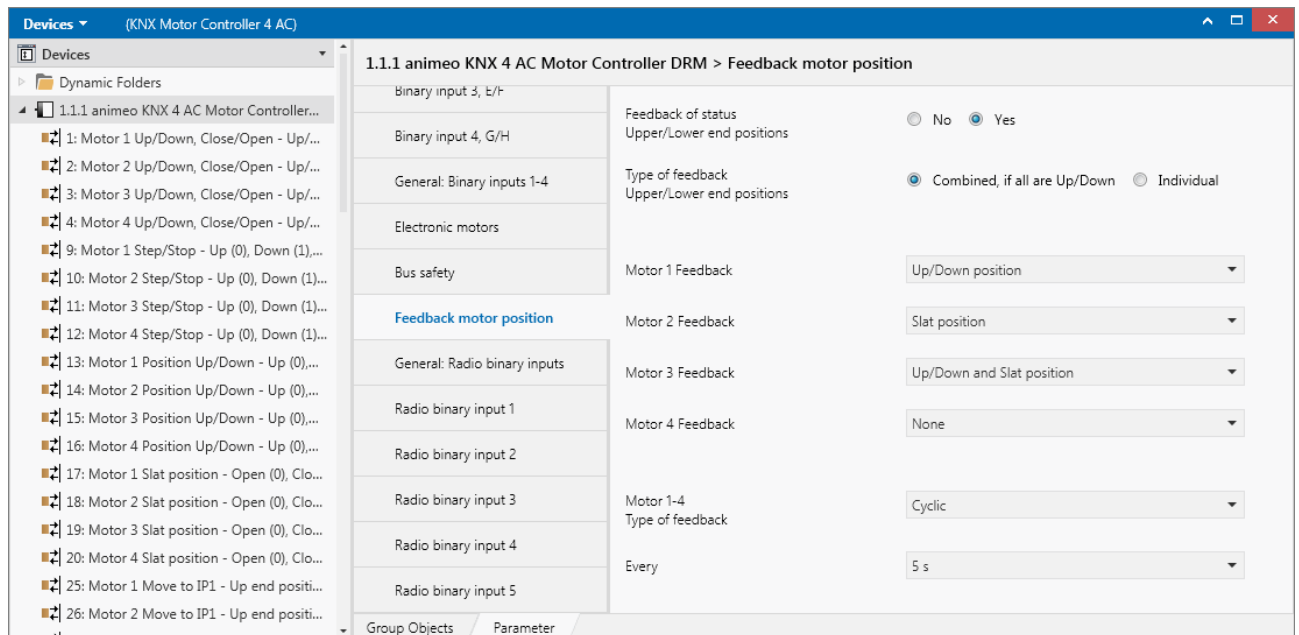 Devices
(KNX Motor Controller 4 AC)
Devices
Dynamic Folders
1.1.1 animeo KNX 4 AC Motor Controller...
1: Motor 1 Up/Down, Close/Open - Up/...
2: Motor 2 Up/Down, Close/Open - Up/...
3: Motor 3 Up/Down, Close/Open - Up/...
4: Motor 4 Up/Down, Close/Open - Up/...
9: Motor 1 Step/Stop - Up (0), Down (1),...
10: Motor 2 Step/Stop - Up (0), Down (1)...
11: Motor 3 Step/Stop - Up (0), Down (1)...
12: Motor 4 Step/Stop - Up (0), Down (1)...
13: Motor 1 Position Up/Down - Up (0),...
14: Motor 2 Position Up/Down - Up (0),...
15: Motor 3 Position Up/Down - Up (0),...
16: Motor 4 Position Up/Down - Up (0),...
17: Motor 1 Slat position - Open (0), Clo...
18: Motor 2 Slat position - Open (0), Clo...
19: Motor 3 Slat position - Open (0), Clo...
20: Motor 4 Slat position - Open (0), Clo...
25: Motor 1 Move to IP1 - Up end positi...
26: Motor 2 Move to IP1 - Up end positi...
1.1.1 animeo KNX 4 AC Motor Controller DRM > Feedback motor position
Binary input 3, E/F
Binary input 4, G/H
General: Binary inputs 1-4
Electronic motors
Bus safety
Feedback motor position
General: Radio binary inputs
Radio binary input 1
Radio binary input 2
Radio binary input 3
Radio binary input 4
Radio binary input 5
Feedback of status
Upper/Lower end positions
No Yes
Type of feedback
Upper/Lower end positions
Combined, if all are Up/Down Individual
Motor 1 Feedback
Up/Down position
Motor 2 Feedback
Slat position
Motor 3 Feedback
Up/Down and Slat position
Motor 4 Feedback
None
Motor 1-4
Type of feedback
Cyclic
Every
5 s
Group Objects
Parameter